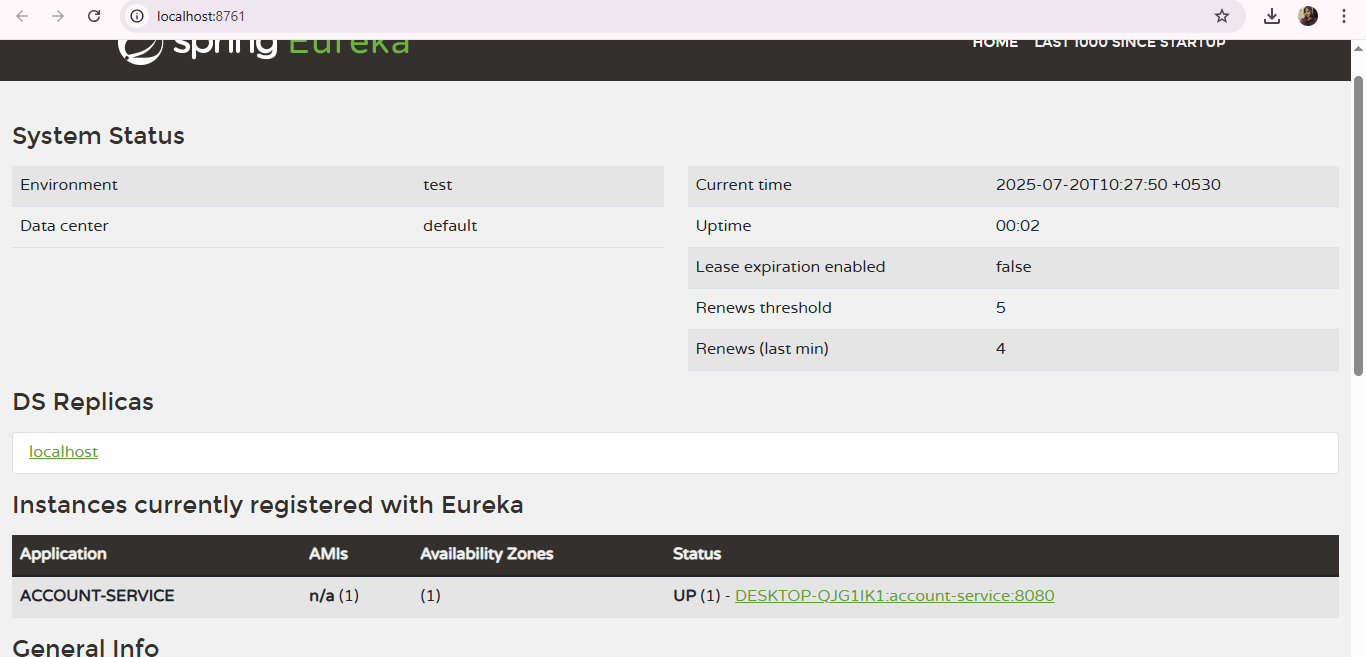 localhost:8761
spring Eureka
HOME LAST 1000 SINCE STARTUP
System Status
Environment test
Data center default
Current time 2025-07-20T10:27:50 +0530
Uptime 00:02
Lease expiration enabled false
Renews threshold 5
Renews (last min) 4
DS Replicas
localhost
Instances currently registered with Eureka
Application AMIs Availability Zones Status
ACCOUNT-SERVICE n/a (1) (1) UP (1) - DESKTOP-QJG1IK1:account-service:8080
General Info